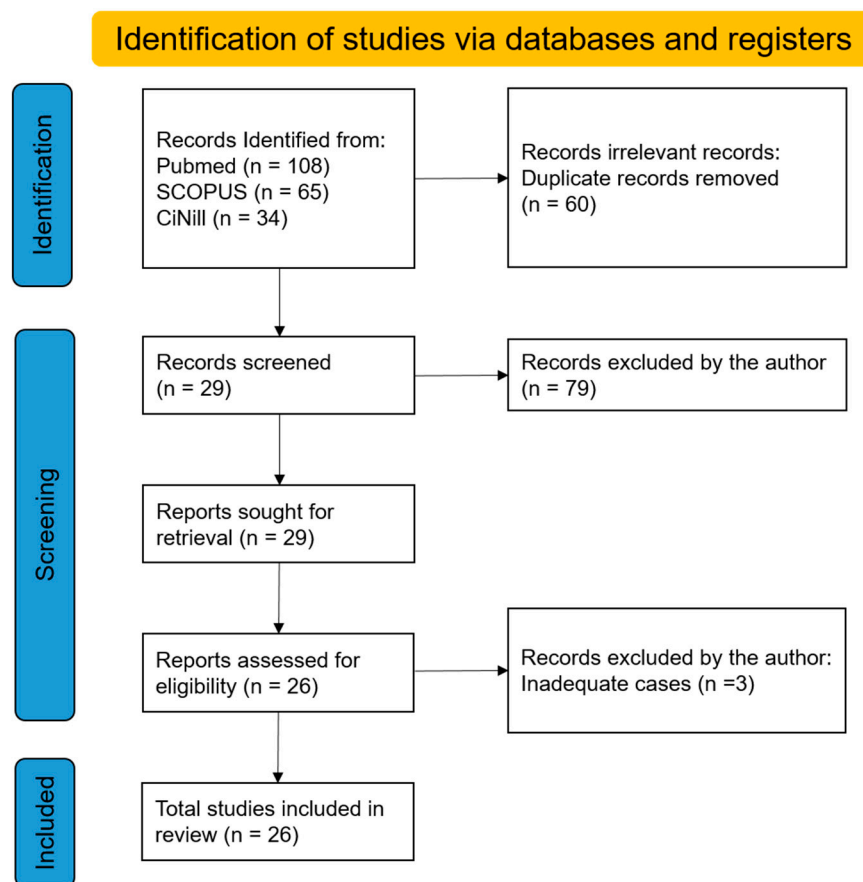 Identification of studies via databases and registers
Identification
Records Identified from:
Pubmed (n = 108)
SCOPUS (n = 65)
CiNill (n = 34)
Records irrelevant records:
Duplicate records removed
(n = 60)
Screening
Records screened
(n = 29)
Records excluded by the author
(n = 79)
Reports sought for
retrieval (n = 29)
Reports assessed for
eligibility (n = 26)
Records excluded by the author:
Inadequate cases (n =3)
Included
Total studies included in
review (n = 26)